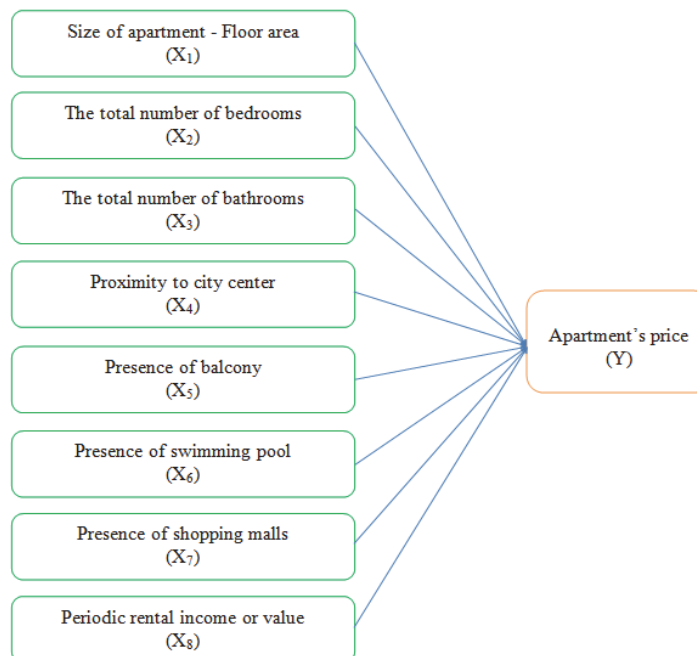 Size of apartment - Floor area
(X₁)
The total number of bedrooms
(X₂)
The total number of bathrooms
(X₃)
Proximity to city center
(X₄)
Presence of balcony
(X₅)
Presence of swimming pool
(X₆)
Presence of shopping malls
(X₇)
Periodic rental income or value
(X₈)
Apartment’s price
(Y)